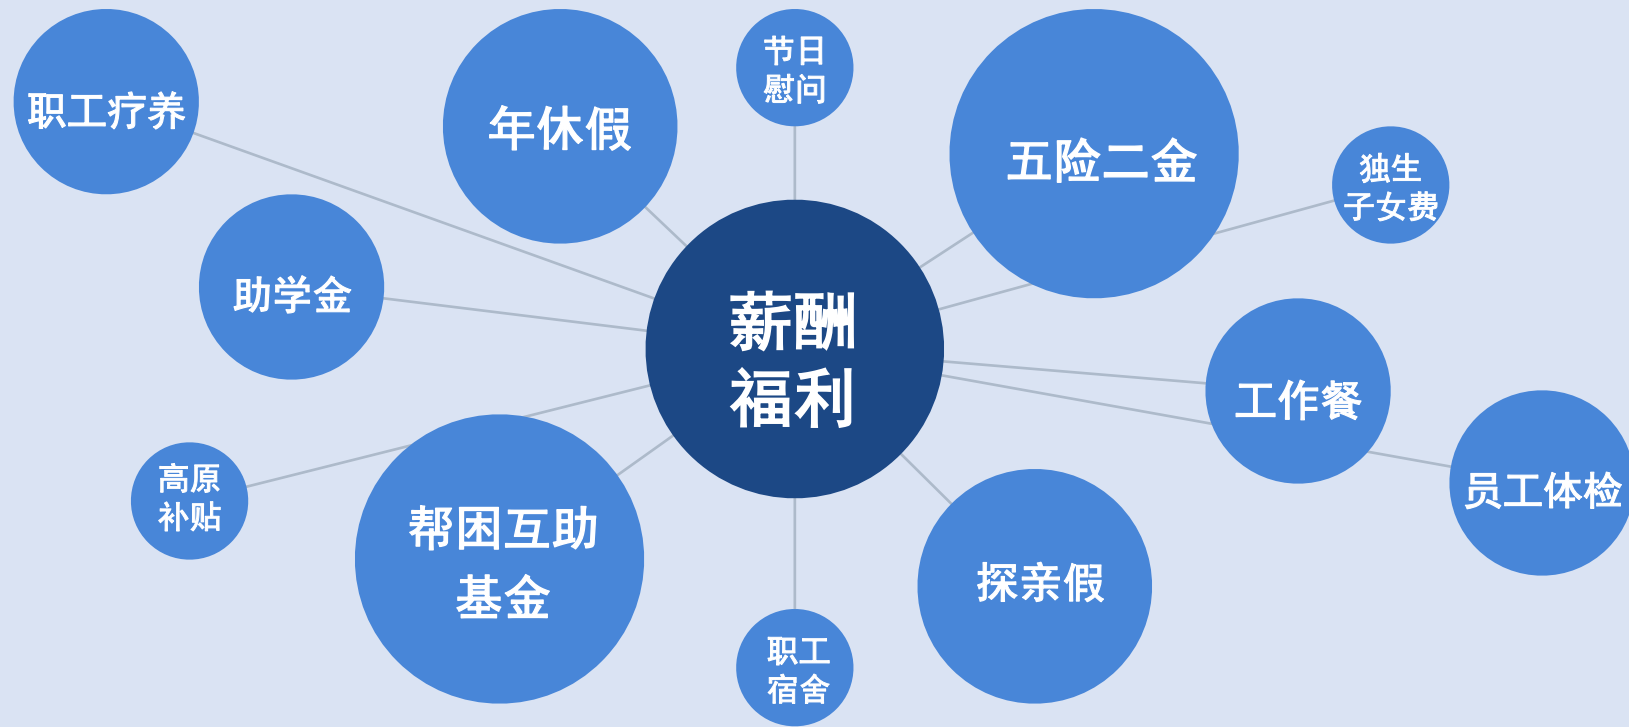 节日
慰问
职工疗养
年休假
五险二金
独生
子女费
助学金
薪酬
福利
工作餐
高原
补贴
帮困互助
基金
员工体检
探亲假
职工
宿舍